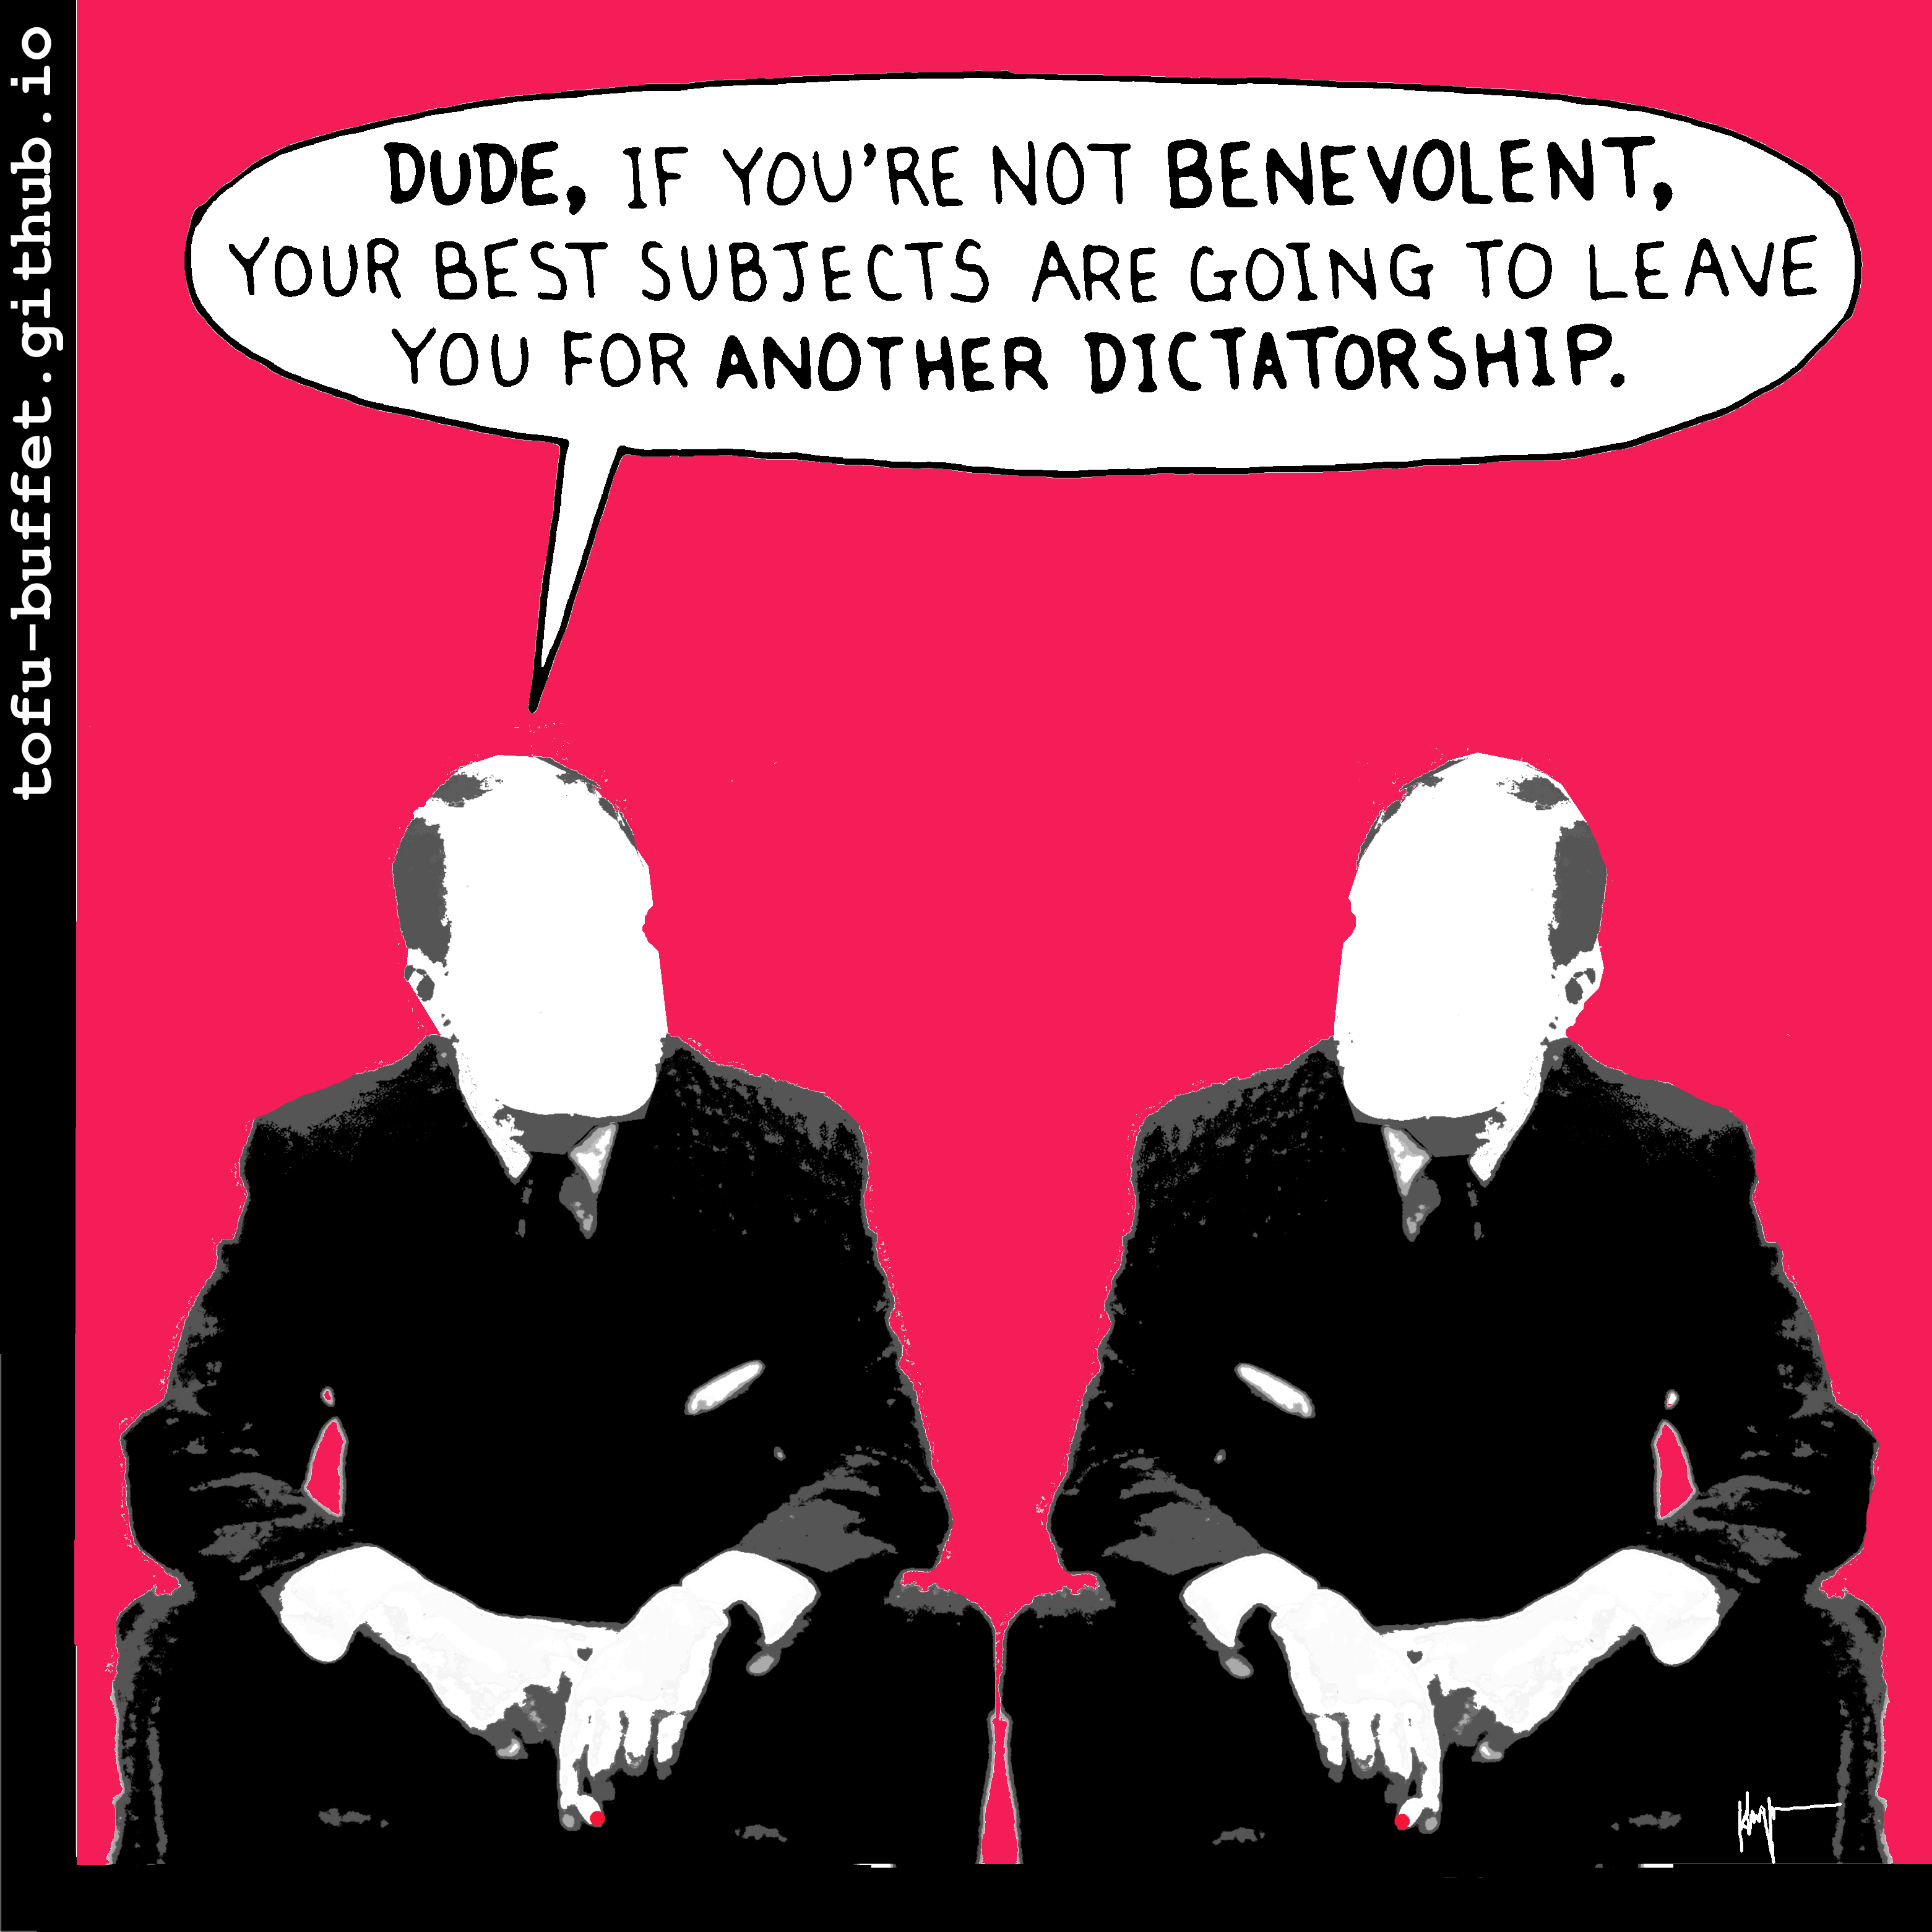 tofu-buffet.github.io
DUDE, IF YOU'RE NOT BENEVOLENT,
YOUR BEST SUBJECTS ARE GOING TO LEAVE
YOU FOR ANOTHER DICTATORSHIP.